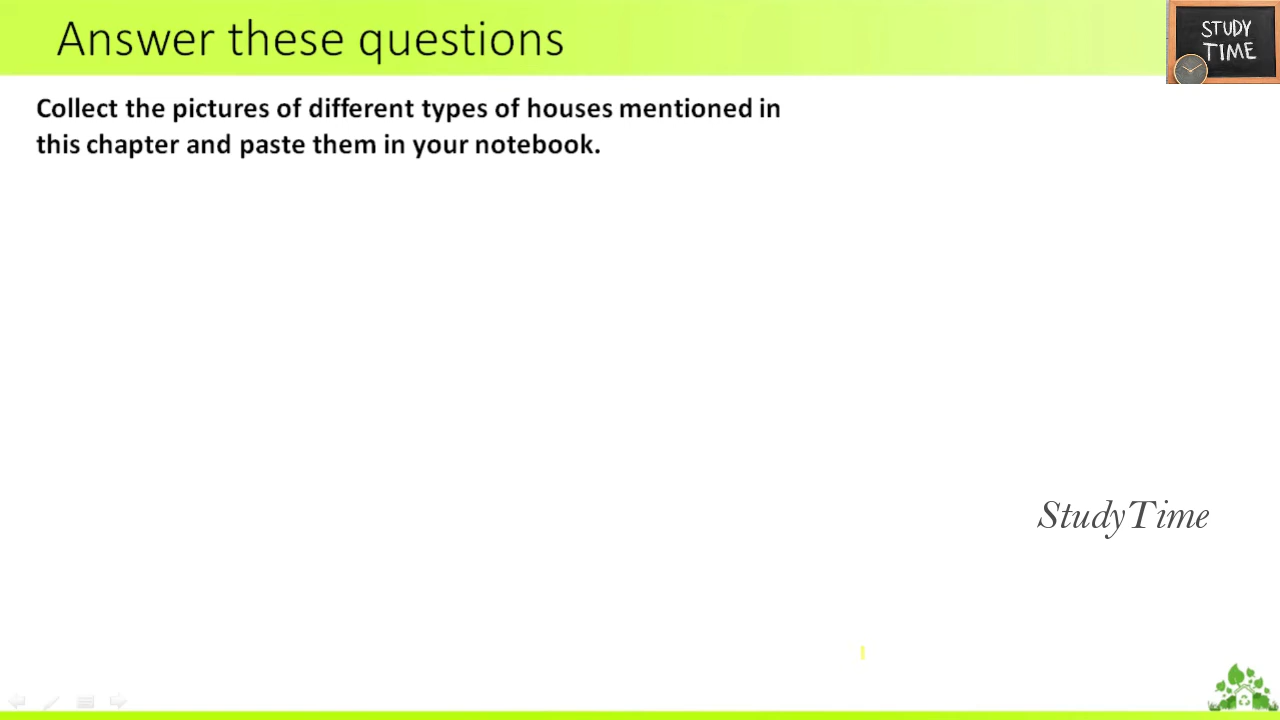 Answer these questions
STUDY
TIME
Collect the pictures of different types of houses mentioned in
this chapter and paste them in your notebook.
StudyTime